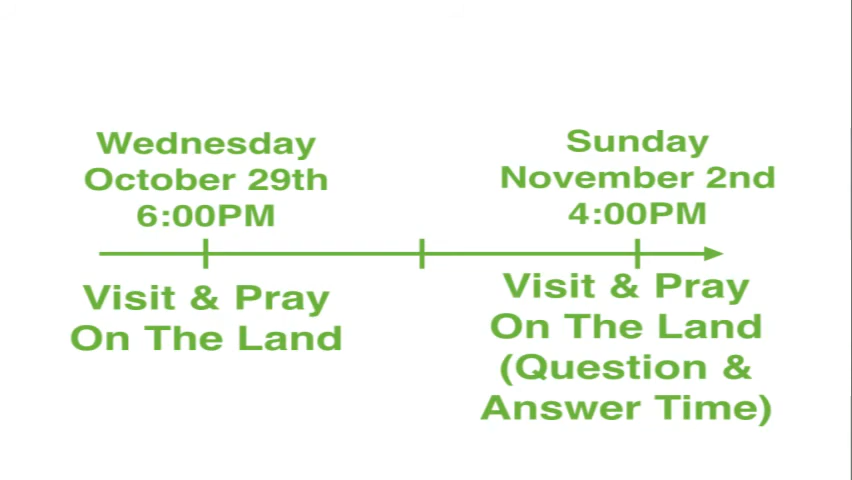 Wednesday
October 29th
6:00PM
Visit & Pray
On The Land
Sunday
November 2nd
4:00PM
Visit & Pray
On The Land
(Question &
Answer Time)